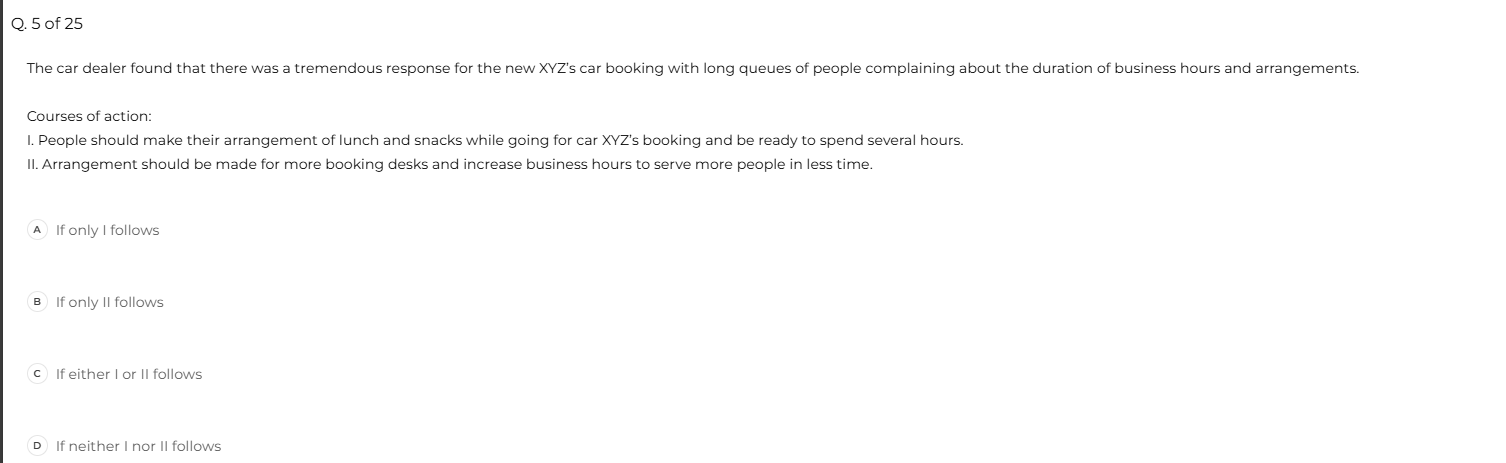 Q. 5 of 25
The car dealer found that there was a tremendous response for the new XYZ's car booking with long queues of people complaining about the duration of business hours and arrangements.
Courses of action:
I. People should make their arrangement of lunch and snacks while going for car XYZ's booking and be ready to spend several hours.
II. Arrangement should be made for more booking desks and increase business hours to serve more people in less time.
A If only I follows
B If only II follows
C If either I or II follows
D If neither I nor II follows